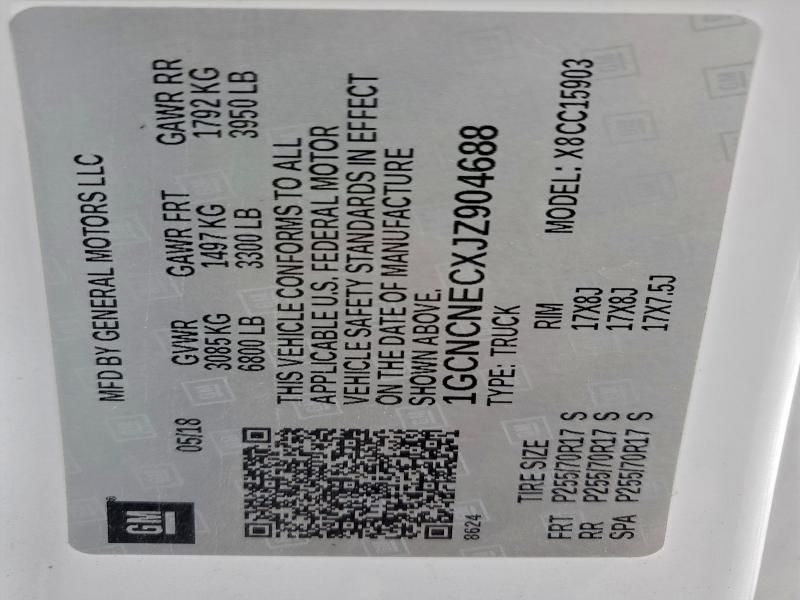 GM
MFD BY GENERAL MOTORS LLC
05/18
GVWR GAWR FRT GAWR RR
3085 KG 1497 KG 1792 KG
6800 LB 3300 LB 3950 LB
THIS VEHICLE CONFORMS TO ALL
APPLICABLE U.S. FEDERAL MOTOR
VEHICLE SAFETY STANDARDS IN EFFECT
ON THE DATE OF MANUFACTURE
SHOWN ABOVE.
1GCNCNECXJZ904688
8624
TYPE: TRUCK
MODEL: X8CC15903
TIRE SIZE RIM
FRT P255/70R17 S 17X8J
RR P255/70R17 S 17X8J
SPA P255/70R17 S 17X7.5J